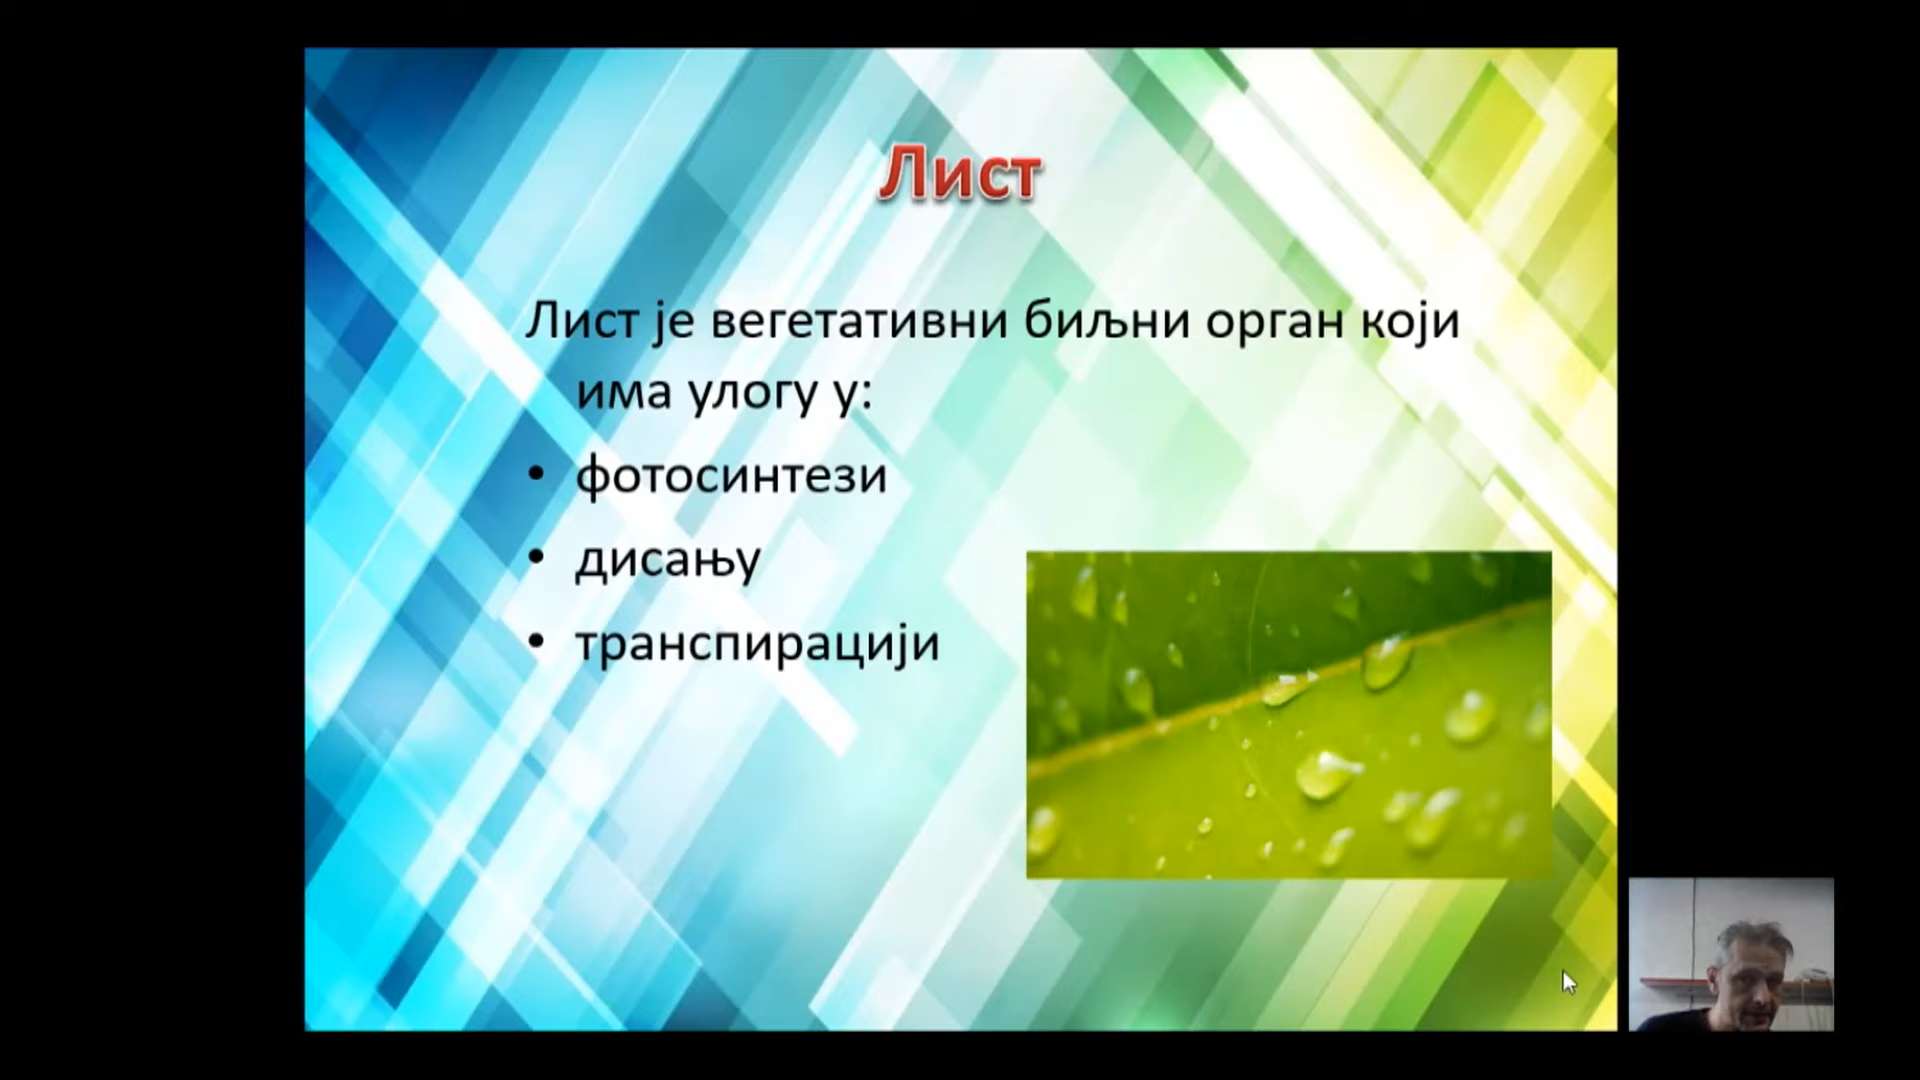 Лист
Лист је вегетативни биљни орган који
има улогу у:
• фотосинтези
• дисању
• транспирацији